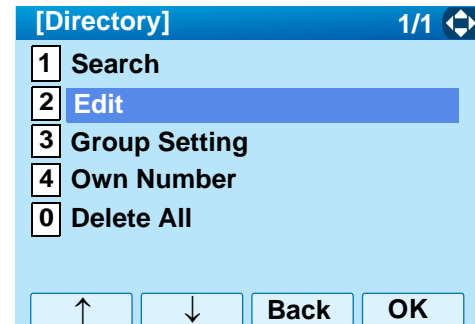 [Directory] 1/1
1 Search
2 Edit
3 Group Setting
4 Own Number
0 Delete All
↑ ↓ Back OK